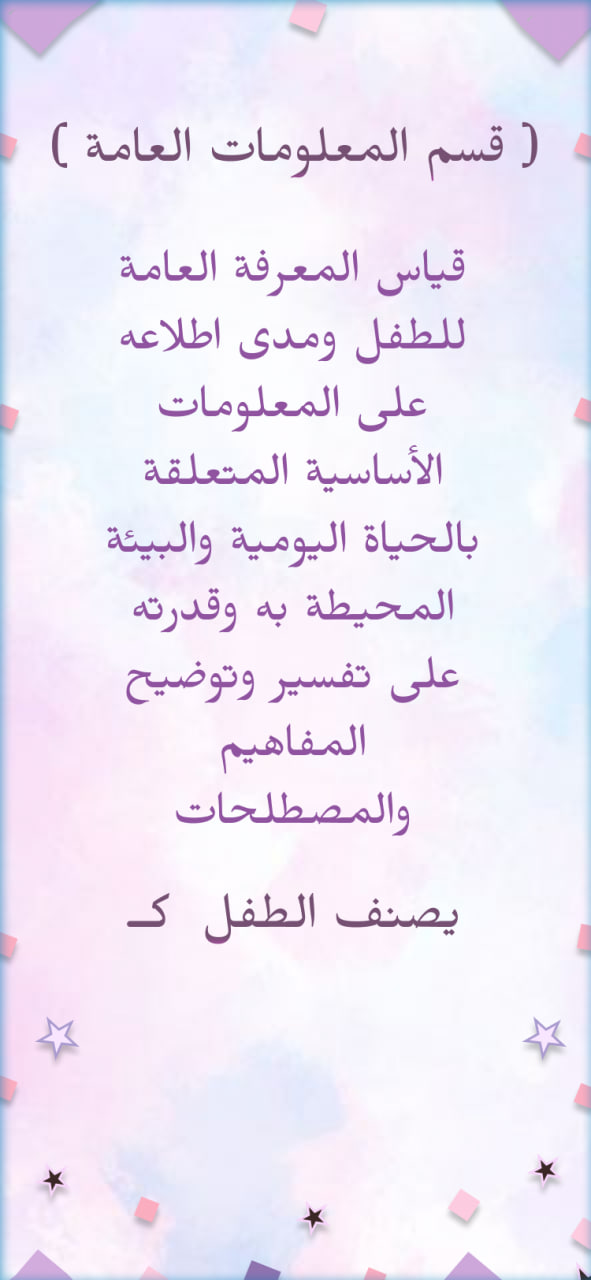 ( قسم المعلومات العامة )
قياس المعرفة العامة
للطفل ومدى اطلاعه
على المعلومات
الأساسية المتعلقة
بالحياة اليومية والبيئة
المحيطة به وقدرته
على تفسير وتوضيح
المفاهيم
والمصطلحات
يصنف الطفل كـ